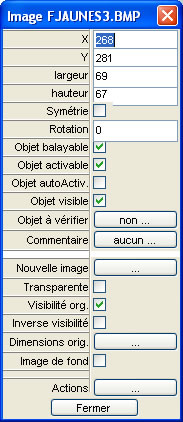 Image FJAUNES3.BMP
X 268
Y 281
largeur 69
hauteur 67
Symétrie
Rotation 0
Objet balayable
Objet activable
Objet autoActiv.
Objet visible
Objet à vérifier non ...
Commentaire aucun ...
Nouvelle image ...
Transparente
Visibilité org.
Inverse visibilité
Dimensions orig. ...
Image de fond
Actions ...
Fermer